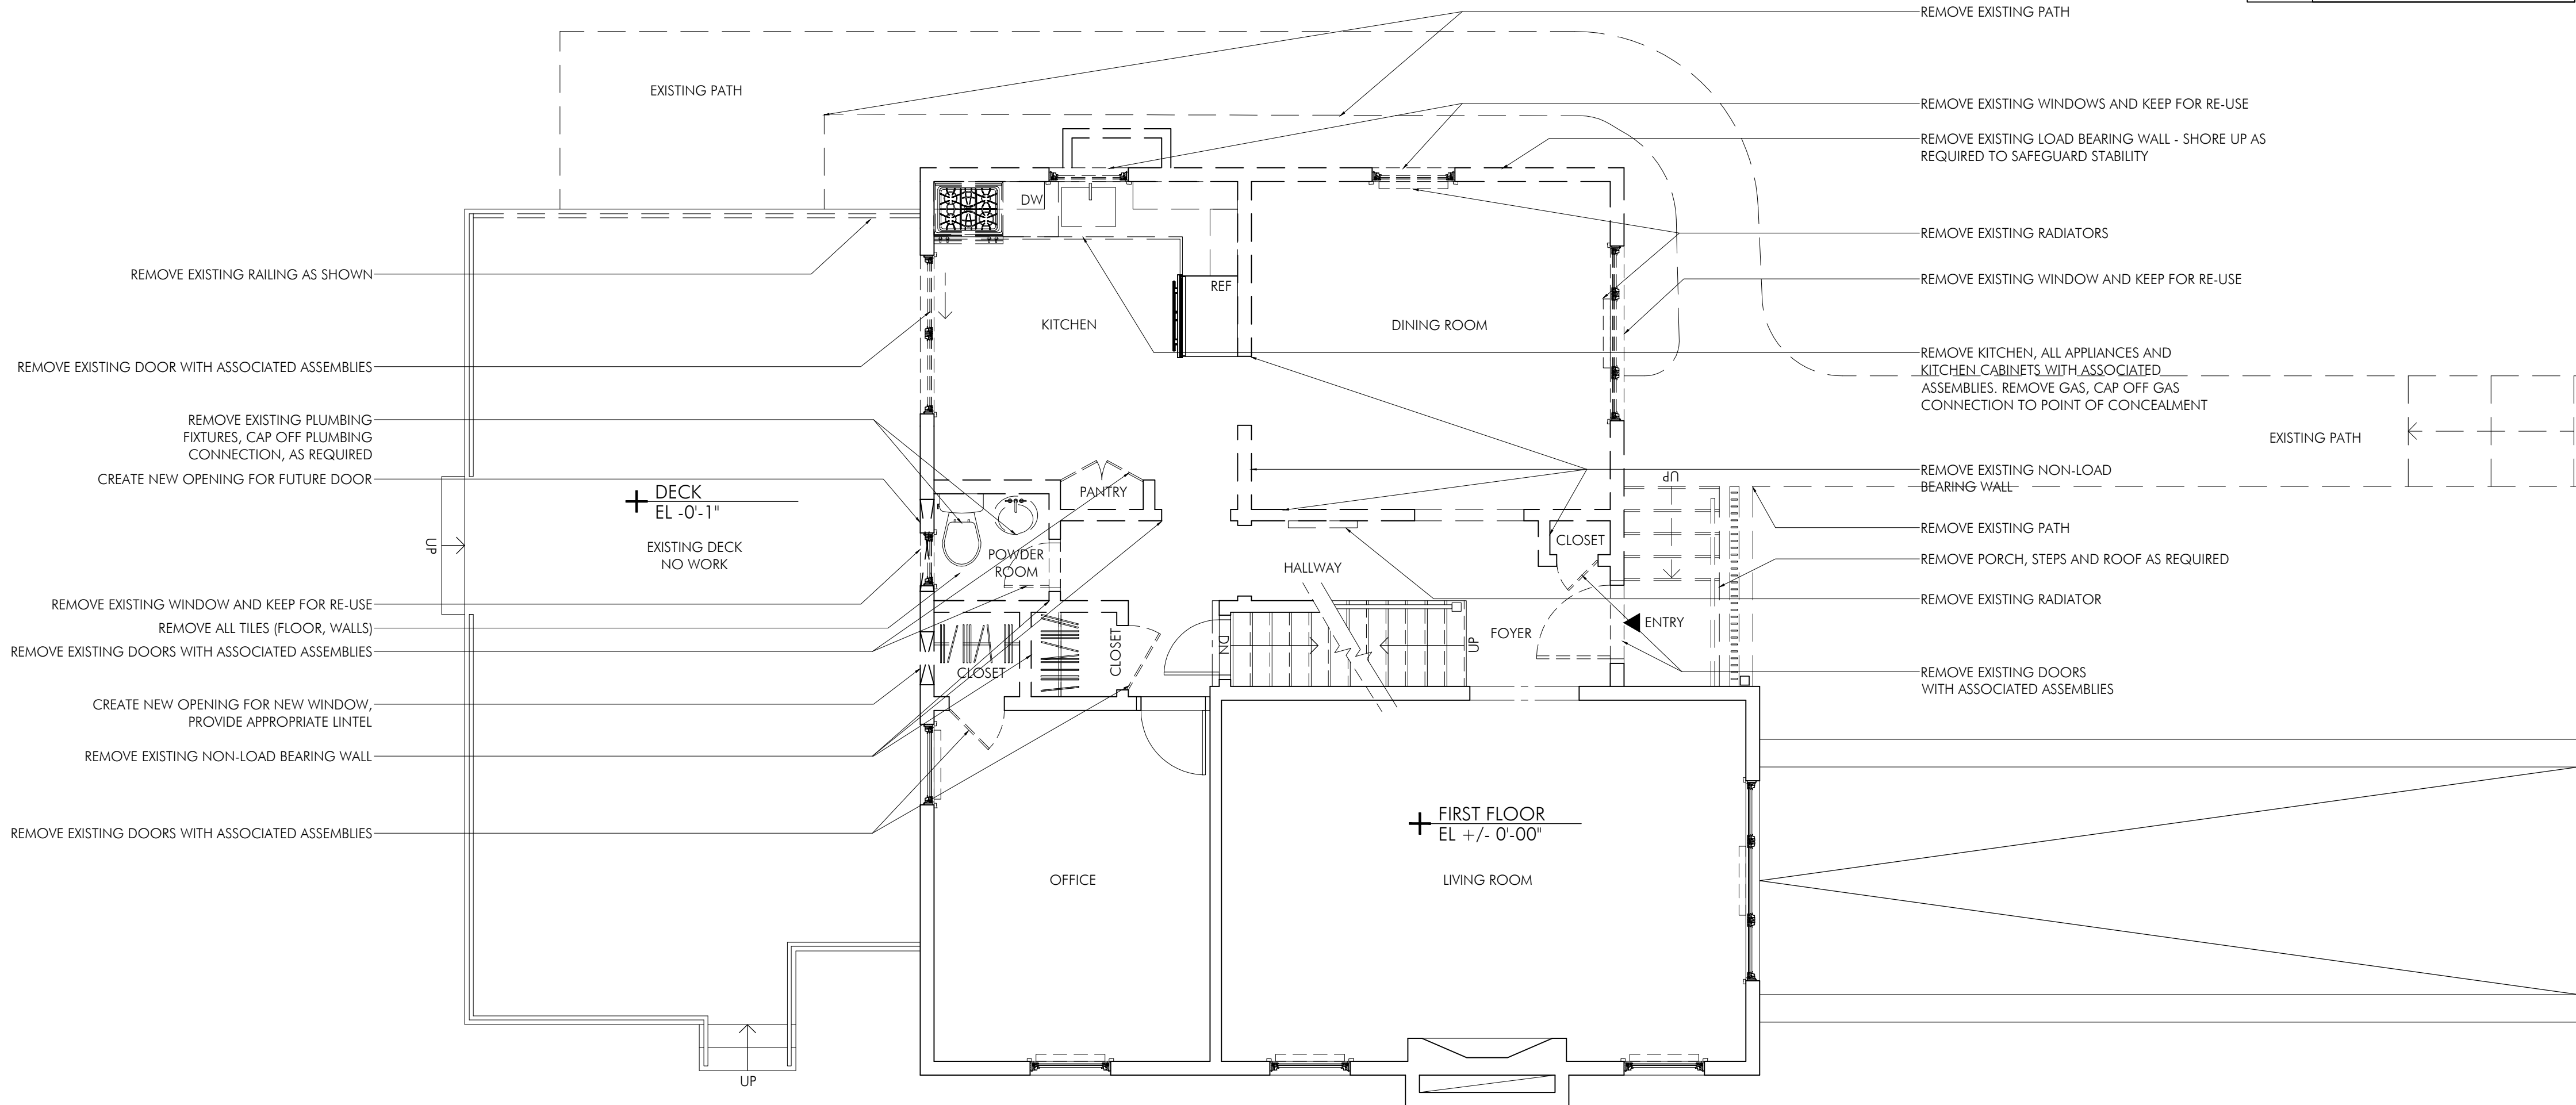 REMOVE EXISTING PATH
EXISTING PATH
REMOVE EXISTING WINDOWS AND KEEP FOR RE-USE
REMOVE EXISTING LOAD BEARING WALL - SHORE UP AS
REQUIRED TO SAFEGUARD STABILITY
DW
REMOVE EXISTING RADIATORS
REMOVE EXISTING RAILING AS SHOWN
REMOVE EXISTING WINDOW AND KEEP FOR RE-USE
REF
KITCHEN
DINING ROOM
REMOVE EXISTING DOOR WITH ASSOCIATED ASSEMBLIES
REMOVE KITCHEN, ALL APPLIANCES AND
KITCHEN CABINETS WITH ASSOCIATED
ASSEMBLIES. REMOVE GAS, CAP OFF GAS
CONNECTION TO POINT OF CONCEALMENT
REMOVE EXISTING PLUMBING
FIXTURES, CAP OFF PLUMBING
CONNECTION, AS REQUIRED
EXISTING PATH
CREATE NEW OPENING FOR FUTURE DOOR
REMOVE EXISTING NON-LOAD
BEARING WALL
UP
DECK
EL -0'-1"
PANTRY
REMOVE EXISTING PATH
UP
EXISTING DECK
NO WORK
POWDER
ROOM
CLOSET
HALLWAY
REMOVE PORCH, STEPS AND ROOF AS REQUIRED
REMOVE EXISTING WINDOW AND KEEP FOR RE-USE
REMOVE EXISTING RADIATOR
REMOVE ALL TILES (FLOOR, WALLS)
ENTRY
FOYER
UP
DN
CLOSET
REMOVE EXISTING DOORS WITH ASSOCIATED ASSEMBLIES
CLOSET
REMOVE EXISTING DOORS
WITH ASSOCIATED ASSEMBLIES
CREATE NEW OPENING FOR NEW WINDOW,
PROVIDE APPROPRIATE LINTEL
REMOVE EXISTING NON-LOAD BEARING WALL
FIRST FLOOR
EL +/- 0'-00"
REMOVE EXISTING DOORS WITH ASSOCIATED ASSEMBLIES
OFFICE
LIVING ROOM
UP